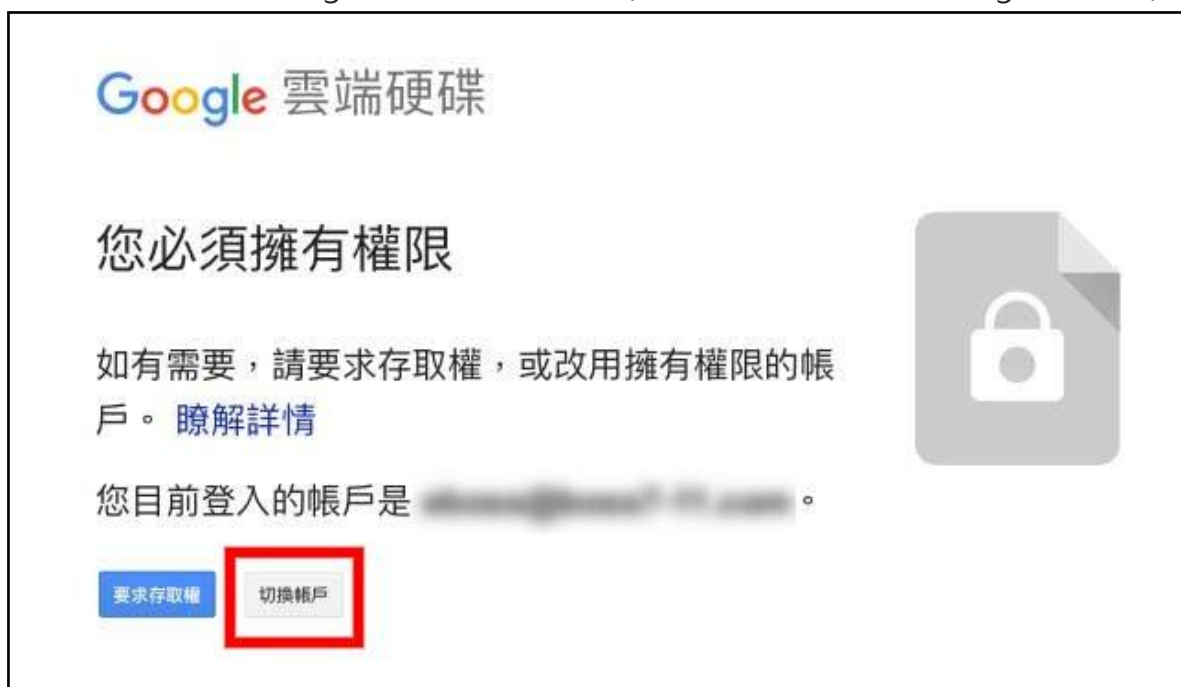 Google 雲端硬碟
您必須擁有權限
如有需要，請要求存取權，或改用擁有權限的帳
戶。瞭解詳情
您目前登入的帳戶是 。
要求存取權 切換帳戶